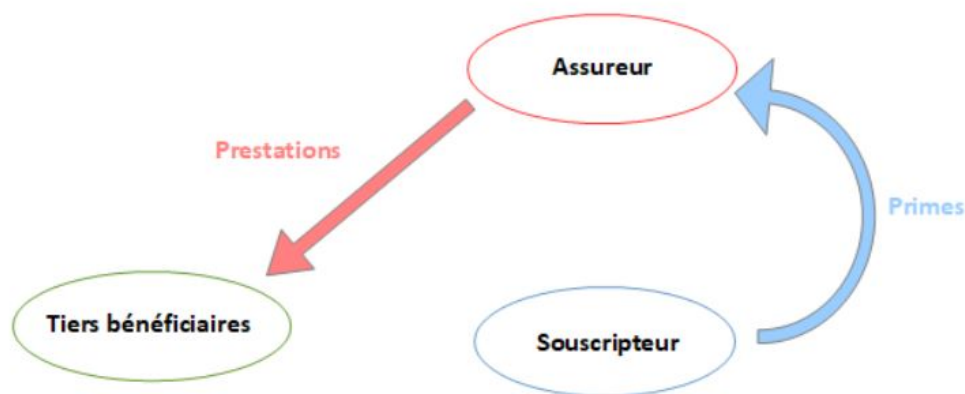 Assureur
Prestations
Primes
Tiers bénéficiaires
Souscripteur